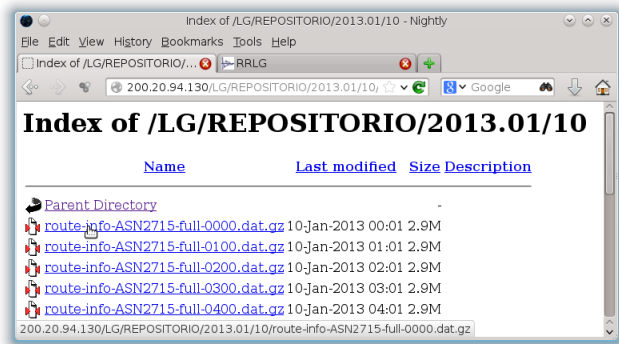 Index of /LG/REPOSITORIO/2013.01/10 - Nightly
File Edit View History Bookmarks Tools Help
Index of /LG/REPOSITORIO/... RRLG
200.20.94.130/LG/REPOSITORIO/2013.01/10/ Google
Index of /LG/REPOSITORIO/2013.01/10
Name Last modified Size Description
Parent Directory -
route-info-ASN2715-full-0000.dat.gz 10-Jan-2013 00:01 2.9M
route-info-ASN2715-full-0100.dat.gz 10-Jan-2013 01:01 2.9M
route-info-ASN2715-full-0200.dat.gz 10-Jan-2013 02:01 2.9M
route-info-ASN2715-full-0300.dat.gz 10-Jan-2013 03:01 2.9M
route-info-ASN2715-full-0400.dat.gz 10-Jan-2013 04:01 2.9M
200.20.94.130/LG/REPOSITORIO/2013.01/10/route-info-ASN2715-full-0000.dat.gz